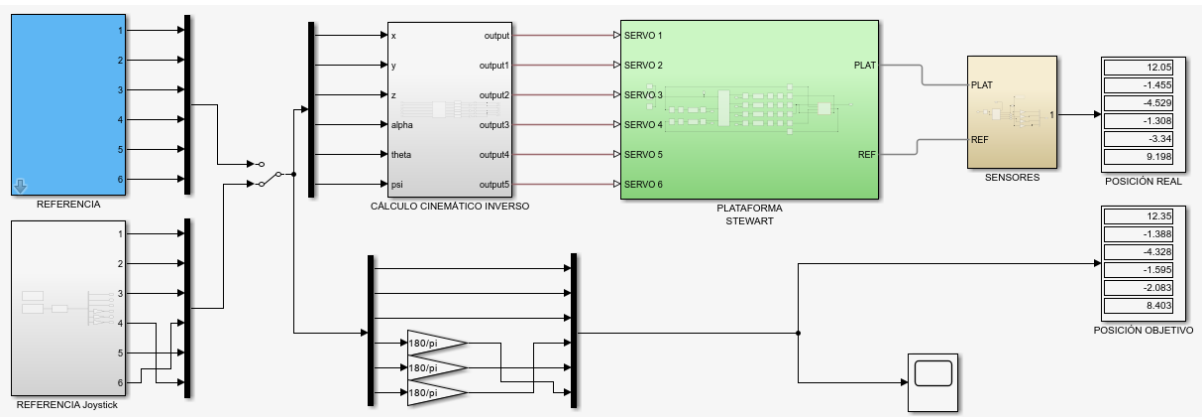 1
2
3
4
5
6
REFERENCIA
1
2
3
4
5
6
REFERENCIA Joystick
x
y
z
alpha
theta
psi
output
output1
output2
output3
output4
output5
CÁLCULO CINEMÁTICO INVERSO
SERVO 1
SERVO 2
SERVO 3
SERVO 4
SERVO 5
SERVO 6
PLAT
REF
PLATAFORMA
STEWART
PLAT
REF
1
SENSORES
12.05
-1.455
-4.529
-1.308
-3.34
9.198
POSICIÓN REAL
180/pi
180/pi
180/pi
12.35
-1.388
-4.328
-1.595
-2.083
8.403
POSICIÓN OBJETIVO